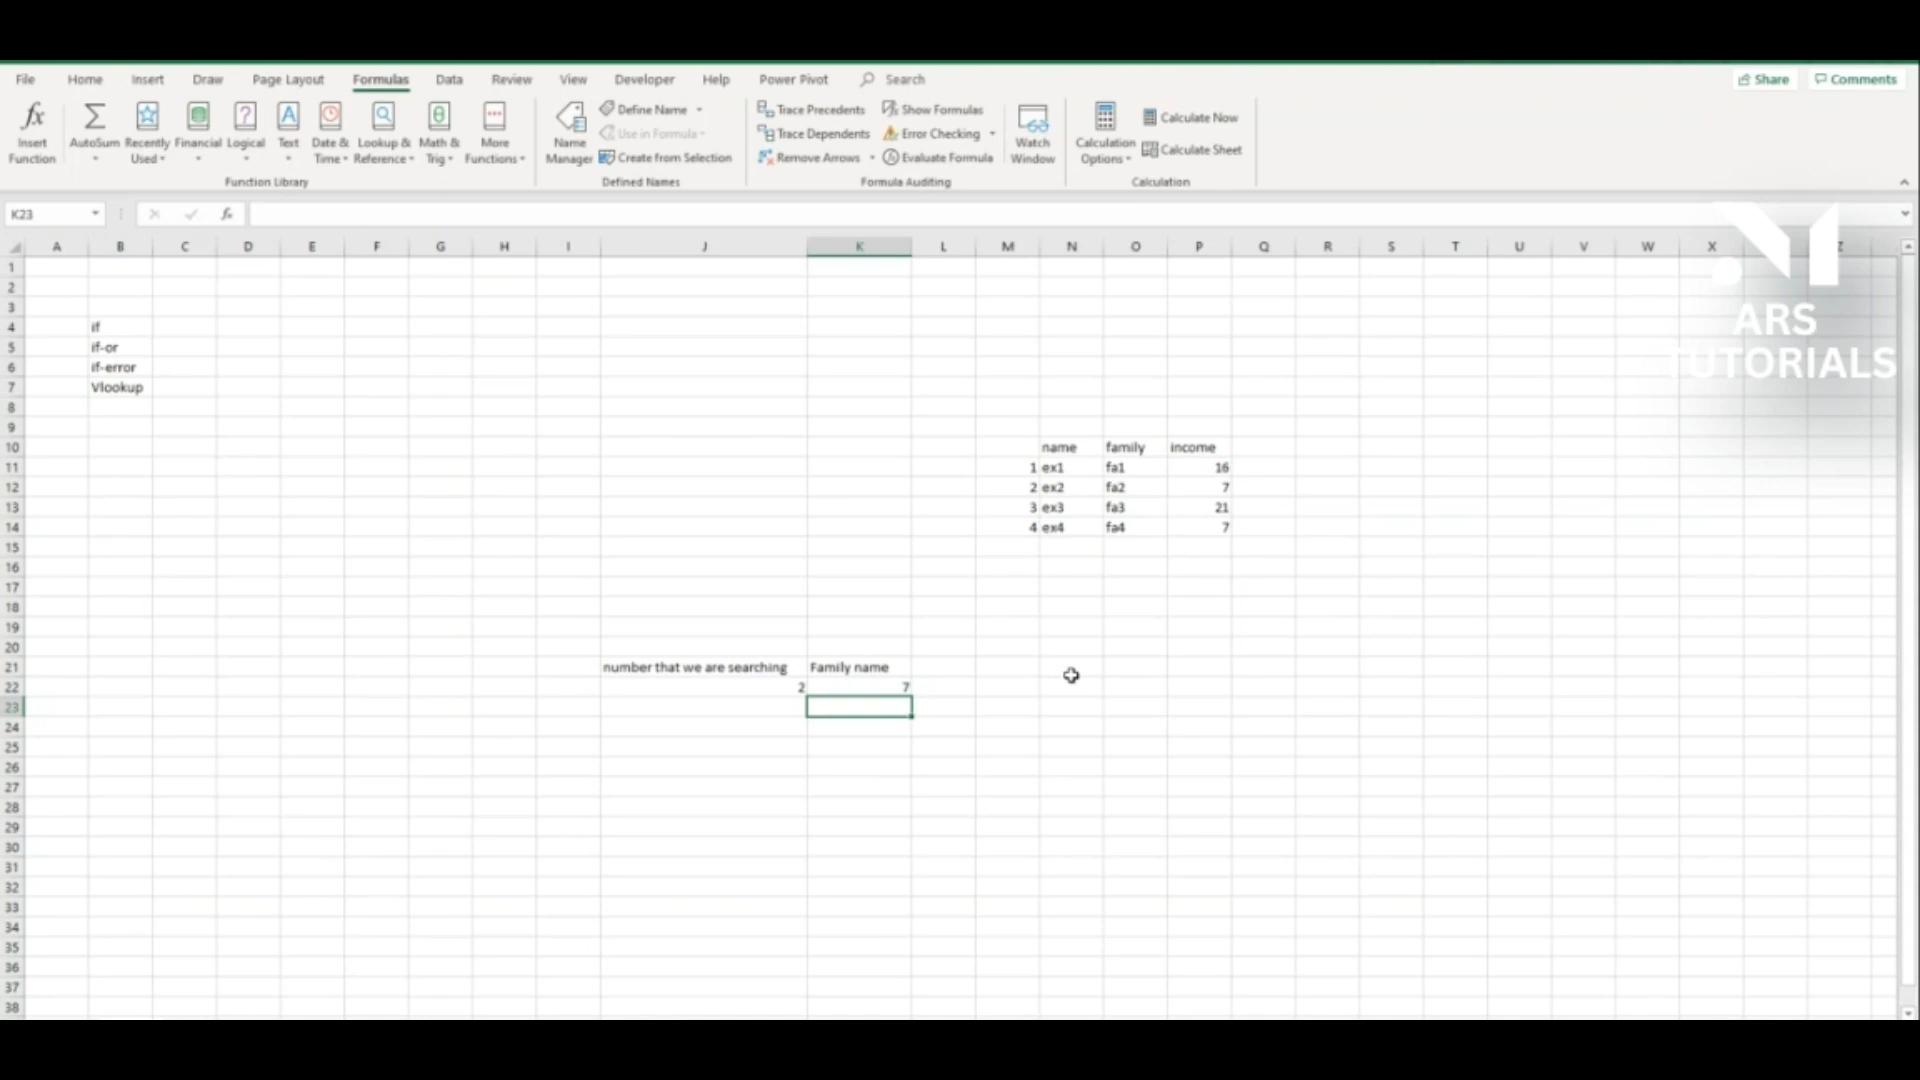 File Home Insert Draw Page Layout Formulas Data Review View Developer Help Power Pivot Search Share Comments
fx Insert Function
AutoSum
Recently Used
Financial
Logical
Text
Date & Time
Lookup & Reference
Math & Trig
More Functions
Function Library
Name Manager
Define Name
Use in Formula
Create from Selection
Defined Names
Trace Precedents
Trace Dependents
Remove Arrows
Show Formulas
Error Checking
Evaluate Formula
Formula Auditing
Watch Window
Calculation Options
Calculate Now
Calculate Sheet
Calculation
K23 fx
A B C D E F G H I J K L M N O P Q R S T U V W X Z
1
2
3
4 if
5 if-or
6 if-error
7 Vlookup
8
9
10 name family income
11 1 ex1 fa1 16
12 2 ex2 fa2 7
13 3 ex3 fa3 21
14 4 ex4 fa4 7
15
16
17
18
19
20
21 number that we are searching Family name
22 2 7
23
24
25
26
27
28
29
30
31
32
33
34
35
36
37
38
ARS
TUTORIALS